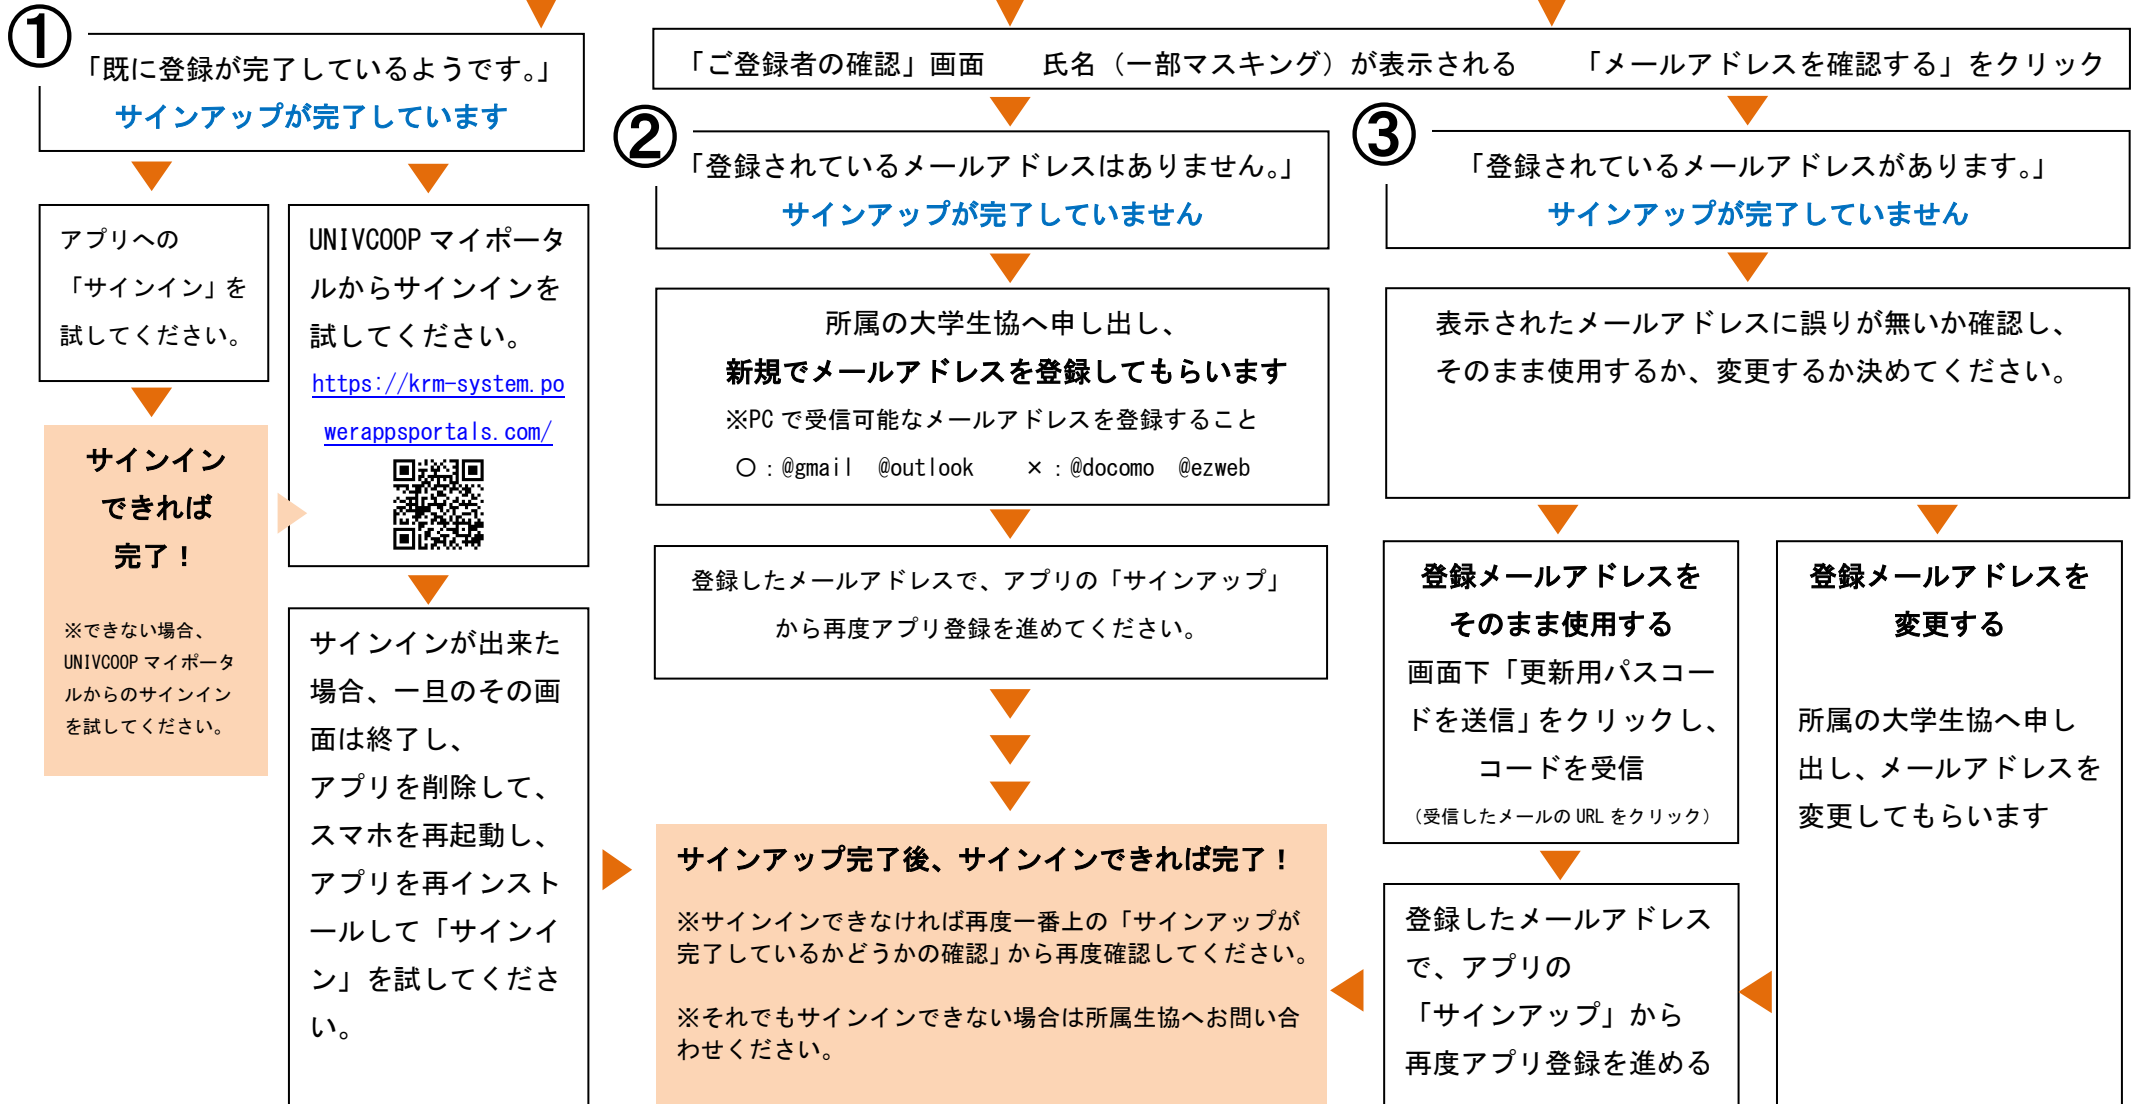 ①
「既に登録が完了しているようです。」
サインアップが完了しています
アプリへの
「サインイン」を
試してください。
サインイン
できれば
完了！
※できない場合、
UNIVCOOP マイポータ
ルからのサインイン
を試してください。
UNIVCOOP マイポータ
ルからサインインを
試してください。
https://krm-system.po
werappsportals.com/
サインインが出来た
場合、一旦のその画
面は終了し、
アプリを削除して、
スマホを再起動し、
アプリを再インスト
ールして「サインイ
ン」を試してくださ
い。
「ご登録者の確認」画面　　氏名（一部マスキング）が表示される　　「メールアドレスを確認する」をクリック
②
「登録されているメールアドレスはありません。」
サインアップが完了していません
所属の大学生協へ申し出し、
新規でメールアドレスを登録してもらいます
※PC で受信可能なメールアドレスを登録すること
〇：@gmail　@outlook　　×：@docomo　@ezweb
登録したメールアドレスで、アプリの「サインアップ」
から再度アプリ登録を進めてください。
サインアップ完了後、サインインできれば完了！
※サインインできなければ再度一番上の「サインアップが
完了しているかどうかの確認」から再度確認してください。
※それでもサインインできない場合は所属生協へお問い合
わせください。
③
「登録されているメールアドレスがあります。」
サインアップが完了していません
表示されたメールアドレスに誤りが無いか確認し、
そのまま使用するか、変更するか決めてください。
登録メールアドレスを
そのまま使用する
画面下「更新用パスコー
ドを送信」をクリックし、
コードを受信
（受信したメールの URL をクリック）
登録したメールアドレス
で、アプリの
「サインアップ」から
再度アプリ登録を進める
登録メールアドレスを
変更する
所属の大学生協へ申し
出し、メールアドレスを
変更してもらいます